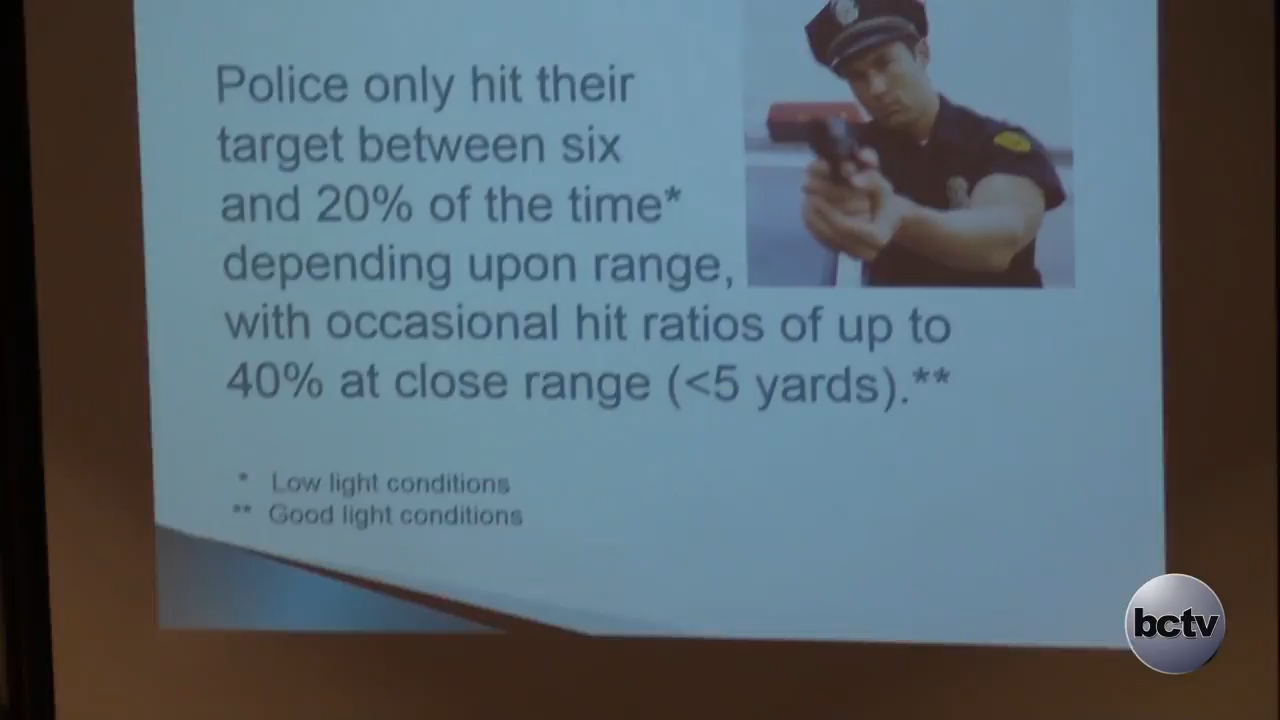 Police only hit their
target between six
and 20% of the time*
depending upon range,
with occasional hit ratios of up to
40% at close range (<5 yards).**
* Low light conditions
** Good light conditions
bctv